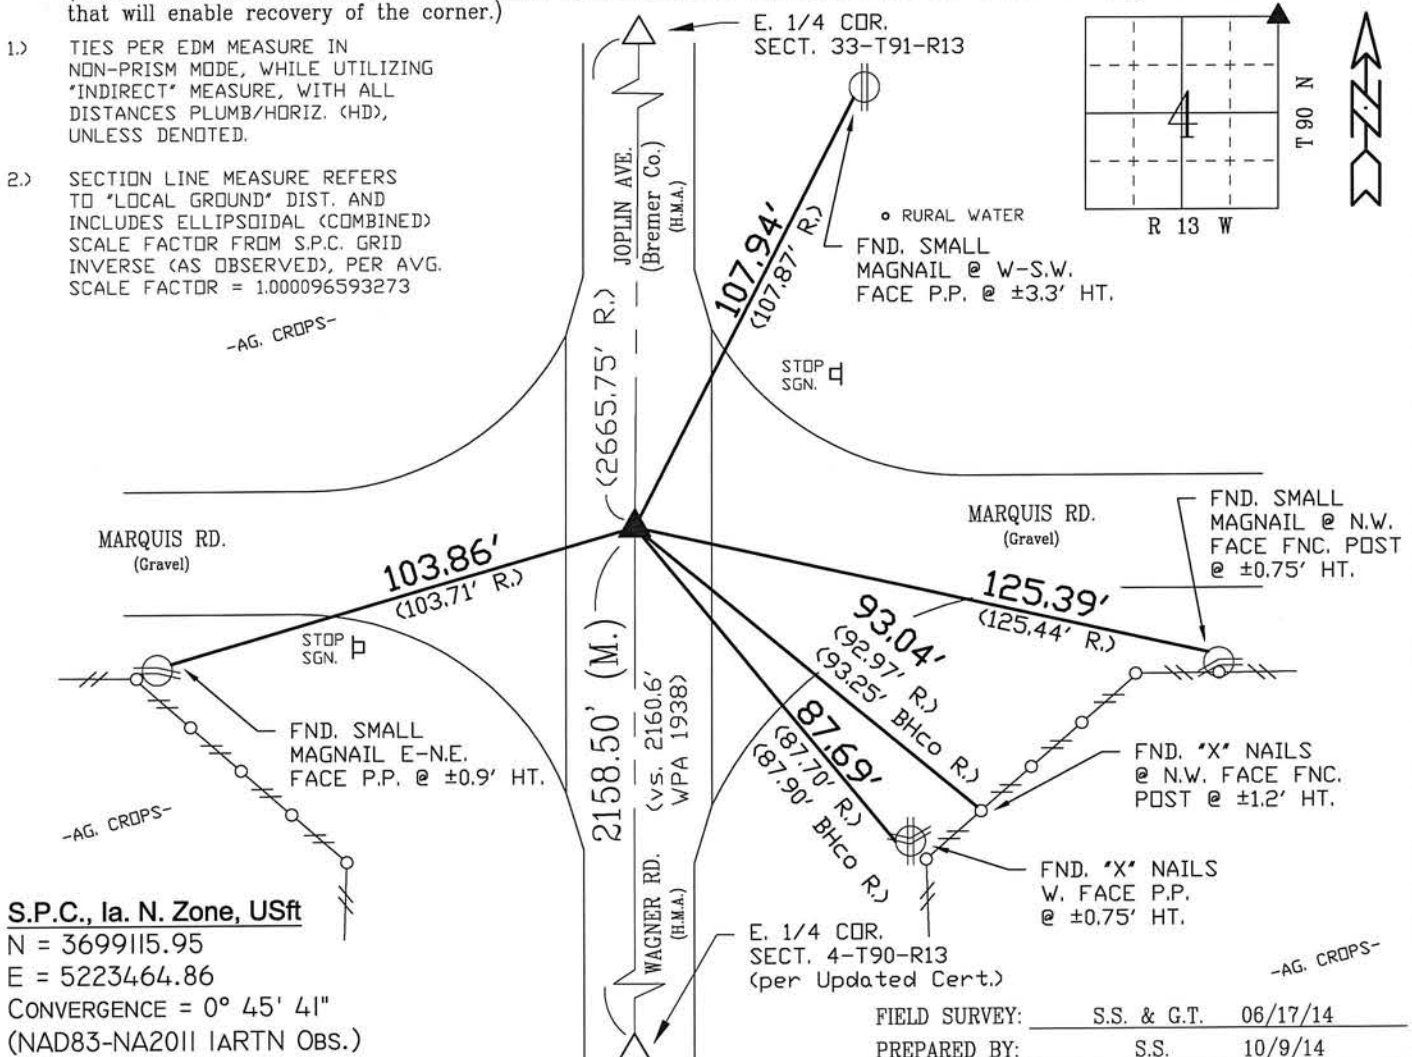 that will enable recovery of the corner.)
1.) TIES PER EDM MEASURE IN
NON-PRISM MODE, WHILE UTILIZING
"INDIRECT" MEASURE, WITH ALL
DISTANCES PLUMB/HORIZ. (HD),
UNLESS DENOTED.
2.) SECTION LINE MEASURE REFERS
TO "LOCAL GROUND" DIST. AND
INCLUDES ELLIPSOIDAL (COMBINED)
SCALE FACTOR FROM S.P.C. GRID
INVERSE (AS OBSERVED), PER AVG.
SCALE FACTOR = 1.000096593273
-AG. CROPS-
E. 1/4 COR.
SECT. 33-T91-R13
JOPLIN AVE.
(Bremer Co.)
(H.M.A.)
(2665.75' R.)
107.94'
(107.87' R.)
RURAL WATER
FND. SMALL
MAGNAIL @ W-S.W.
FACE P.P. @ ±3.3' HT.
4
T 90 N
R 13 W
N
STOP
SGN.
MARQUIS RD.
(Gravel)
103.86'
(103.71' R.)
MARQUIS RD.
(Gravel)
FND. SMALL
MAGNAIL @ N.W.
FACE FNC. POST
@ ±0.75' HT.
125.39'
(125.44' R.)
93.04'
(92.97' R.)
(93.25' BHco R.)
87.69'
(87.70' R.)
(87.90' BHco R.)
STOP
SGN.
FND. SMALL
MAGNAIL E-N.E.
FACE P.P. @ ±0.9' HT.
2158.50' (M.)
(vs. 2160.6'
WPA 1938)
FND. "X" NAILS
@ N.W. FACE FNC.
POST @ ±1.2' HT.
-AG. CROPS-
FND. "X" NAILS
W. FACE P.P.
@ ±0.75' HT.
WAGNER RD.
(H.M.A.)
E. 1/4 COR.
SECT. 4-T90-R13
(per Updated Cert.)
-AG. CROPS-
S.P.C., Ia. N. Zone, USft
N = 3699115.95
E = 5223464.86
CONVERGENCE = 0° 45' 41"
(NAD83-NA2011 IARTN OBS.)
FIELD SURVEY: S.S. & G.T. 06/17/14
PREPARED BY: S.S. 10/9/14